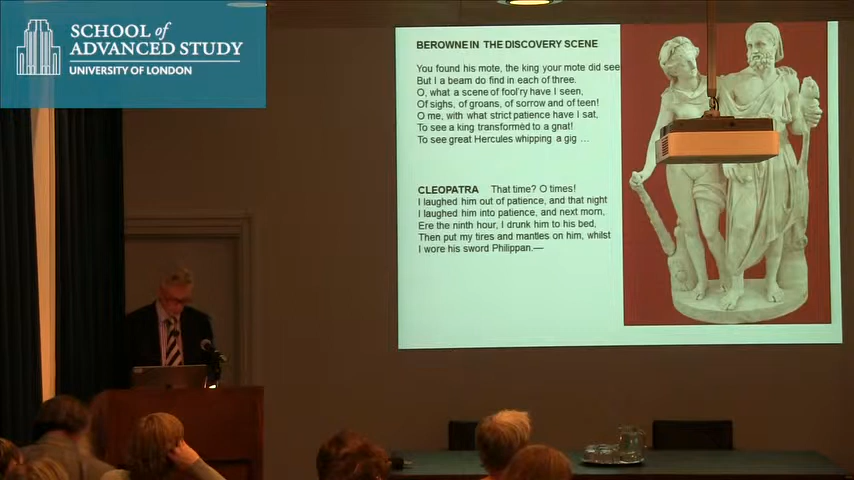 SCHOOL of
ADVANCED STUDY
UNIVERSITY OF LONDON
BEROWNE IN THE DISCOVERY SCENE
You found his mote, the king your mote did see
But I a beam do find in each of three.
O, what a scene of fool'ry have I seen,
Of sighs, of groans, of sorrow and of teen!
O me, with what strict patience have I sat,
To see a king transformèd to a gnat!
To see great Hercules whipping a gig …
CLEOPATRA That time? O times!
I laughed him out of patience, and that night
I laughed him into patience, and next morn,
Ere the ninth hour, I drunk him to his bed,
Then put my tires and mantles on him, whilst
I wore his sword Philippan.—